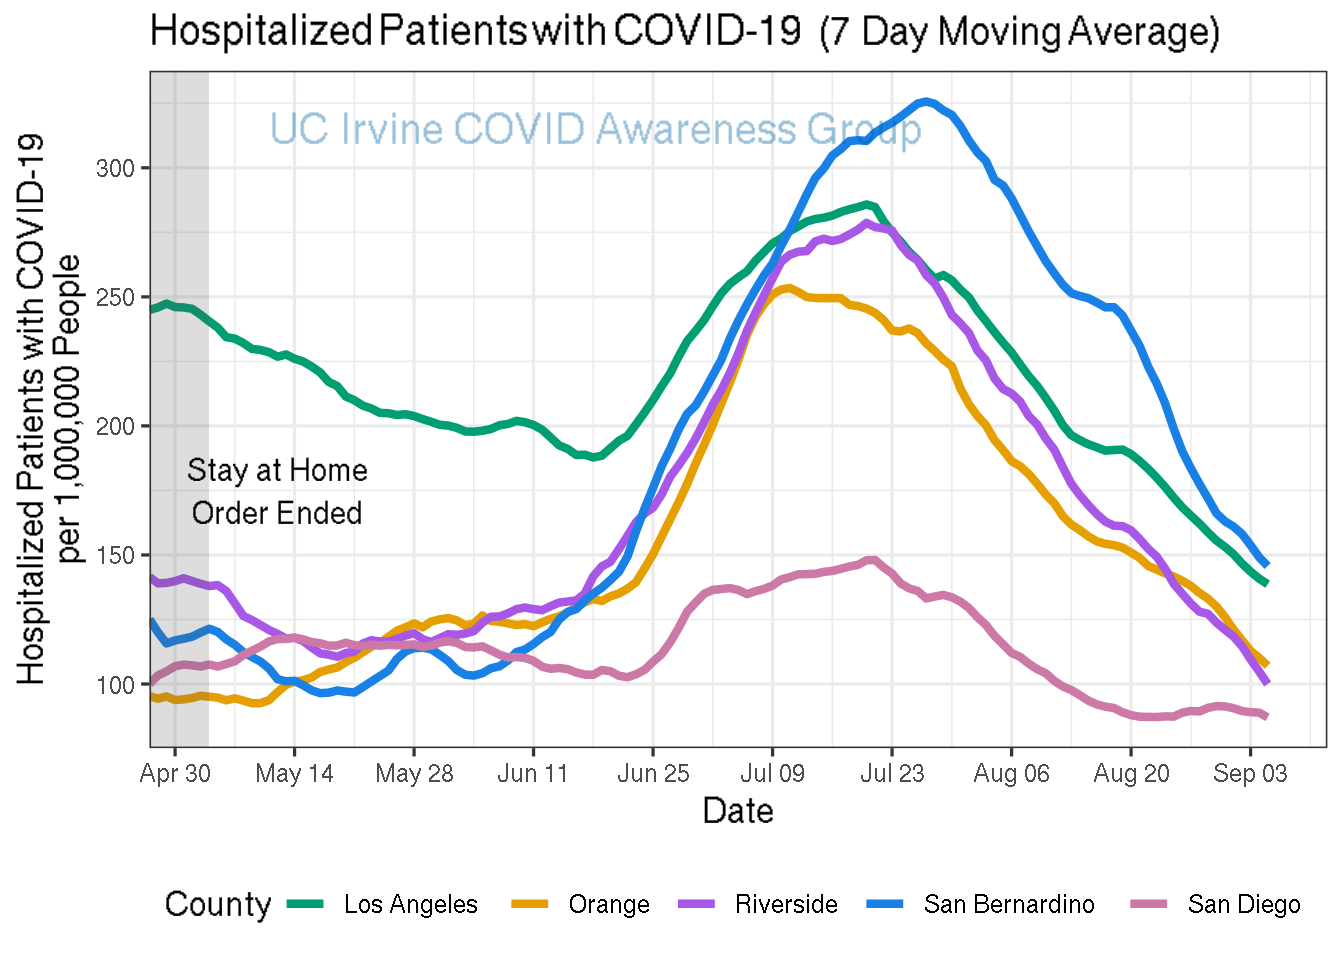 Hospitalized Patients with COVID-19 (7 Day Moving Average)
UC Irvine COVID Awareness Group
Hospitalized Patients with COVID-19
per 1,000,000 People
300
250
200
150
100
Stay at Home
Order Ended
Apr 30 May 14 May 28 Jun 11 Jun 25 Jul 09 Jul 23 Aug 06 Aug 20 Sep 03
Date
County Los Angeles Orange Riverside San Bernardino San Diego